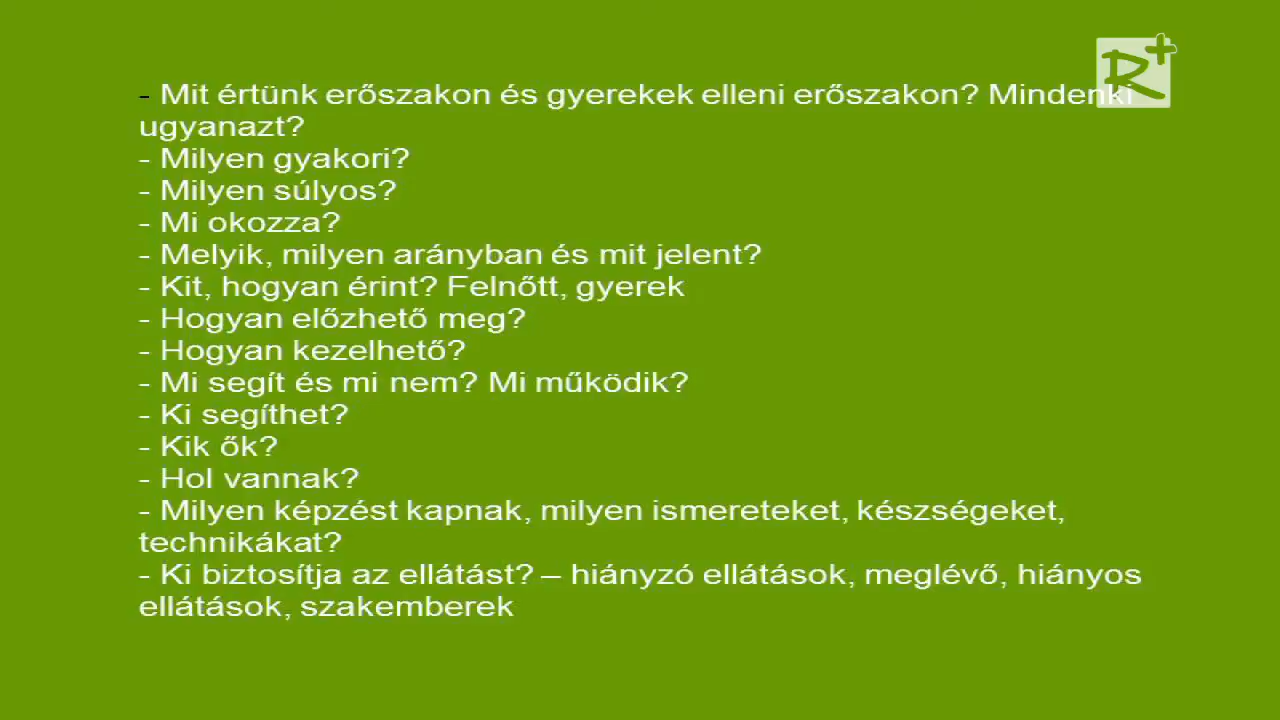 R+
- Mit értünk erőszakon és gyerekek elleni erőszakon? Mindenki
ugyanazt?
- Milyen gyakori?
- Milyen súlyos?
- Mi okozza?
- Melyik, milyen arányban és mit jelent?
- Kit, hogyan érint? Felnőtt, gyerek
- Hogyan előzhető meg?
- Hogyan kezelhető?
- Mi segít és mi nem? Mi működik?
- Ki segíthet?
- Kik ők?
- Hol vannak?
- Milyen képzést kapnak, milyen ismereteket, készségeket,
technikákat?
- Ki biztosítja az ellátást? – hiányzó ellátások, meglévő, hiányos
ellátások, szakemberek